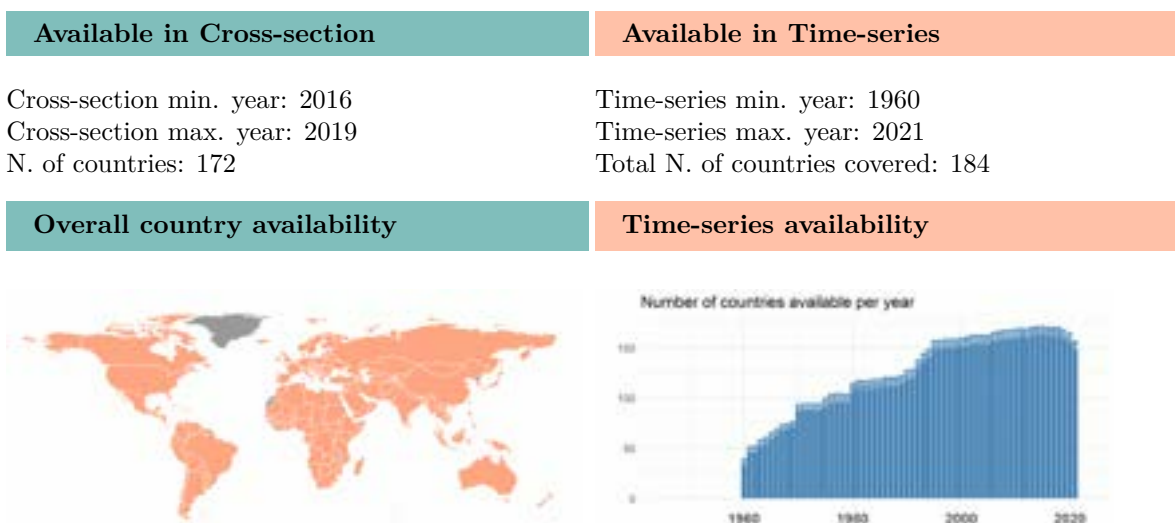 Available in Cross-section
Cross-section min. year: 2016
Cross-section max. year: 2019
N. of countries: 172
Available in Time-series
Time-series min. year: 1960
Time-series max. year: 2021
Total N. of countries covered: 184
Overall country availability
Time-series availability
Number of countries available per year
150
100
50
0
1960
1980
2000
2020